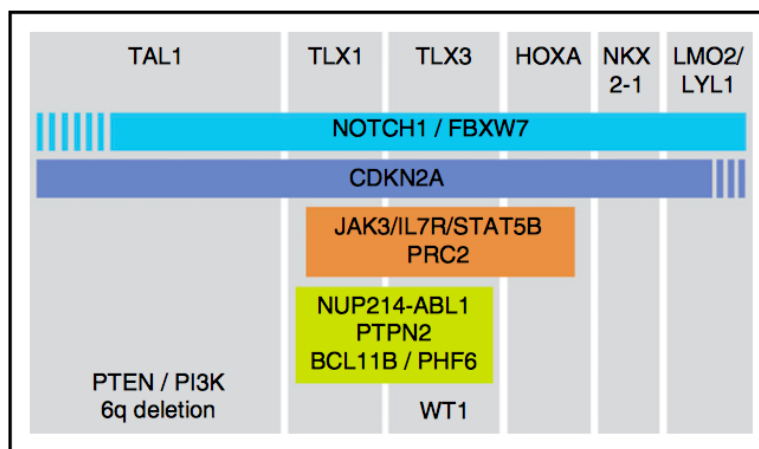 TAL1
TLX1
TLX3
HOXA
NKX
2-1
LMO2/
LYL1
NOTCH1 / FBXW7
CDKN2A
JAK3/IL7R/STAT5B
PRC2
NUP214-ABL1
PTPN2
BCL11B / PHF6
PTEN / PI3K
6q deletion
WT1